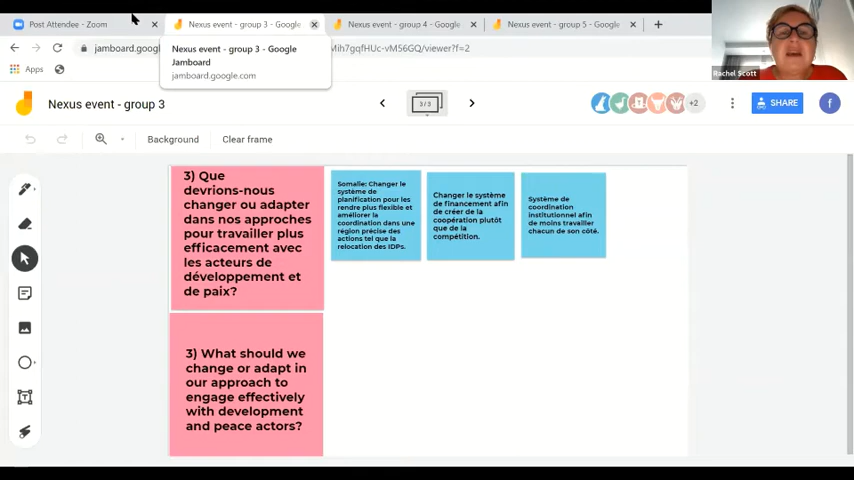 Post Attendee - Zoom
Nexus event - group 3 - Google
Nexus event - group 4 - Google
Nexus event - group 5 - Google
jamboard.googl
Mih7gqfHUc-vM56GQ/viewer?f=2
Nexus event - group 3 - Google
Jamboard
jamboard.google.com
Apps
Rachel Scott
Nexus event - group 3
3/3
+2
SHARE
f
Background
Clear frame
3) Que
devrions-nous
changer ou adapter
dans nos approches
pour travailler plus
efficacement avec
les acteurs de
développement et
de paix?
Somalie: Changer le
système de
planification pour les
rendre plus flexible et
améliorer la
coordination dans une
région précise des
actions tel que la
relocation des IDPs.
Changer le système
de financement afin
de créer de la
coopération plutôt
que de la
compétition.
Système de
coordination
institutionnel afin
de moins travailler
chacun de son côté.
3) What should we
change or adapt in
our approach to
engage effectively
with development
and peace actors?